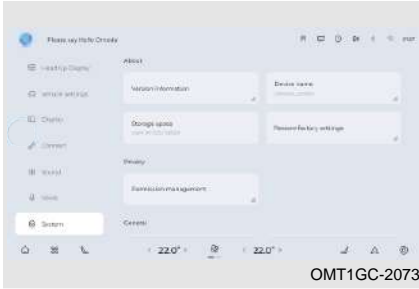 Please say Hello Omoda
About
Head Up Display
Version information
Device name
Vehicle settings
Display
Storage space
Restore factory settings
Connect
Privacy
Sound
Permission management
Voice
System
General
22.0°
22.0°
OMT1GC-2073